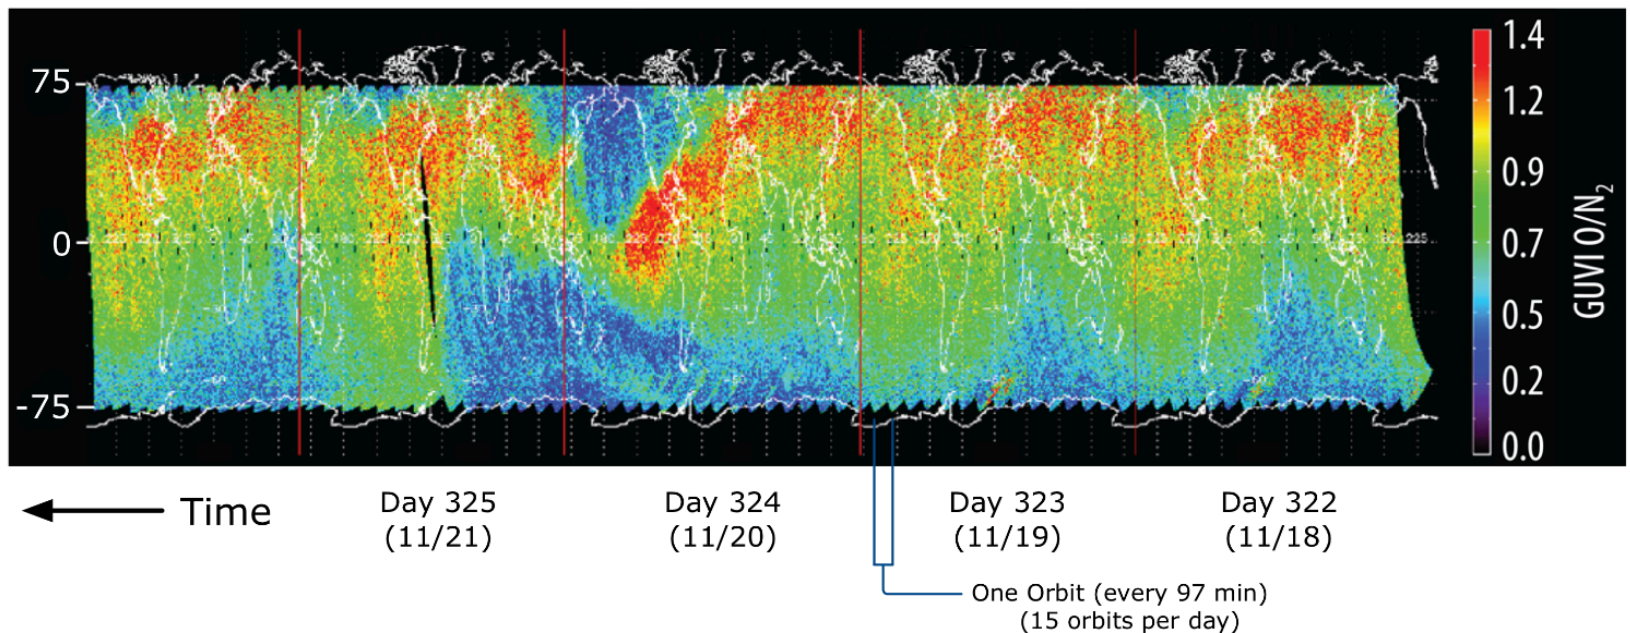 75
0
-75
1.4
1.2
0.9
0.7
0.5
0.2
0.0
GUVI O/N2
Time
Day 325
(11/21)
Day 324
(11/20)
Day 323
(11/19)
Day 322
(11/18)
One Orbit (every 97 min)
(15 orbits per day)